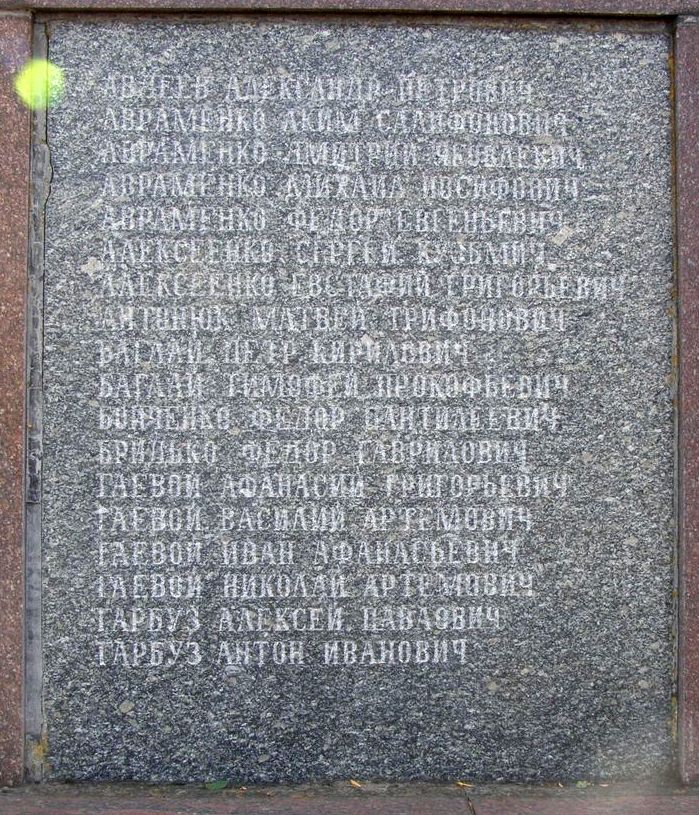 АВДЕЕВ АЛЕКСАНДР ПЕТРОВИЧ
АВРАМЕНКО АКИМ САЛИФОНОВИЧ
АВРАМЕНКО ДМИТРИЙ ЯКОВЛЕВИЧ
АВРАМЕНКО МИХАИЛ ИОСИФОВИЧ
АВРАМЕНКО ФЕДОР ЕВГЕНЬЕВИЧ
АЛЕКСЕЕНКО СЕРГЕЙ КУЗЬМИЧ
АЛЕКСЕЕНКО ЕВСТАФИЙ ГРИГОРЬЕВИЧ
АНТОНЮК МАТВЕЙ ТРИФОНОВИЧ
БАГЛАЙ ПЕТР КИРИЛОВИЧ
БАГЛАЙ ТИМОФЕЙ ПРОКОФЬЕВИЧ
БОНЧЕНКО ФЕДОР ПАНТИЛЕЕВИЧ
БРИДЬКО ФЕДОР ГАВРИЛОВИЧ
ГАЕВОЙ АФАНАСИЙ ГРИГОРЬЕВИЧ
ГАЕВОЙ ВАСИЛИЙ АРТЕМОВИЧ
ГАЕВОЙ ИВАН АФАНАСЬЕВИЧ
ГАЕВОЙ НИКОЛАЙ АРТЕМОВИЧ
ГАРБУЗ АЛЕКСЕЙ ПАВЛОВИЧ
ГАРБУЗ АНТОН ИВАНОВИЧ